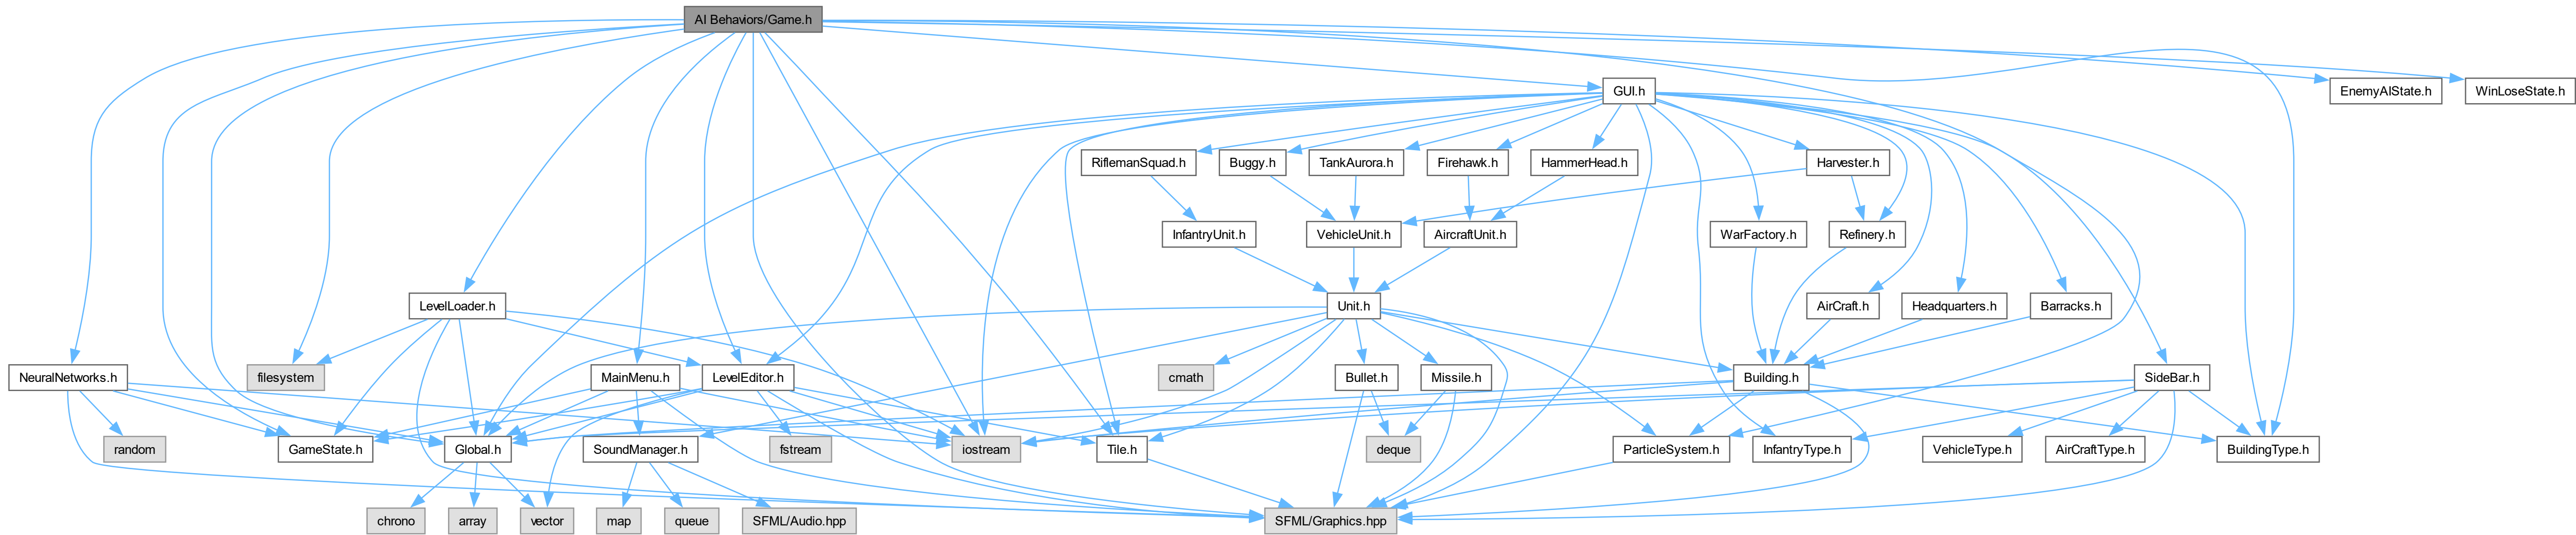 AI Behaviors/Game.h
GUI.h
EnemyAIState.h
WinLoseState.h
RiflemanSquad.h
Buggy.h
TankAurora.h
Firehawk.h
HammerHead.h
Harvester.h
InfantryUnit.h
VehicleUnit.h
AircraftUnit.h
WarFactory.h
Refinery.h
LevelLoader.h
Unit.h
AirCraft.h
Headquarters.h
Barracks.h
NeuralNetworks.h
filesystem
MainMenu.h
LevelEditor.h
cmath
Bullet.h
Missile.h
Building.h
SideBar.h
random
GameState.h
Global.h
SoundManager.h
fstream
iostream
Tile.h
deque
ParticleSystem.h
InfantryType.h
VehicleType.h
AirCraftType.h
BuildingType.h
chrono
array
vector
map
queue
SFML/Audio.hpp
SFML/Graphics.hpp